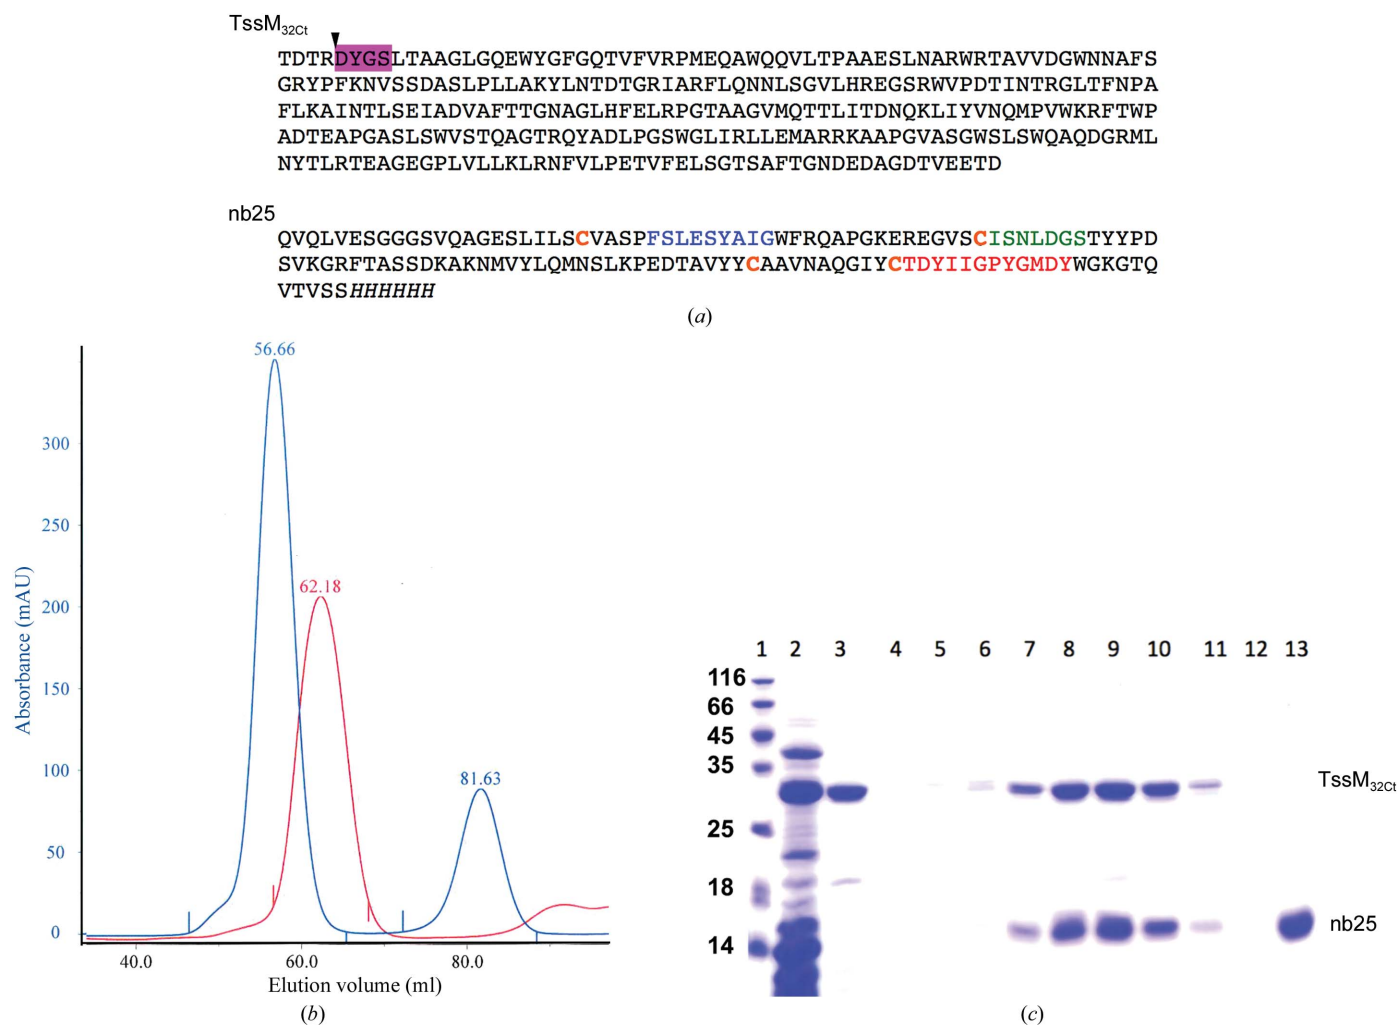 TssM32Ct
TDTRDYGSLTAAGLGQEWYGFGQTVFVRPMEQAWQQVLTPAAESLNARWRTAVVDGWNNAFS
GRYPFKNVSSDASLPLLAKYLNTDTGRIARFLQNNLSGVLHREGSRWVPDTINTRGLTFNPA
FLKAINTLSEIADVAFTTGNAGLHFELRPGTAAGVMQTTLITDNQKLIYVNQMPVWKRFTWP
ADTEAPGASLSWVSTQAGTRQYADLPGSWGLIRLLEMARRKAAPGVASGWSLSWQAQDGRML
NYTLRTEAGEGPLVLLKLRNFVLPETVFELSGTSAFTGNDEDAGDTVEETD
nb25
QVQLVESGGGSVQAGESLILSCVASPFSLESYAIGWFRQAPGKEREGVSCISNLDGSTYYPD
SVKGRFTASSDKAKNMVYLQMNSLKPEDTAVYYCAAVNAQGIYCTDYIIGPYGMDYWGKGTQ
VTVSSHHHHHH
(a)
56.66
62.18
81.63
Absorbance (mAU)
300
250
200
150
100
50
0
40.0 60.0 80.0
Elution volume (ml)
(b)
1 2 3 4 5 6 7 8 9 10 11 12 13
116
66
45
35
25
18
14
TssM32Ct
nb25
(c)